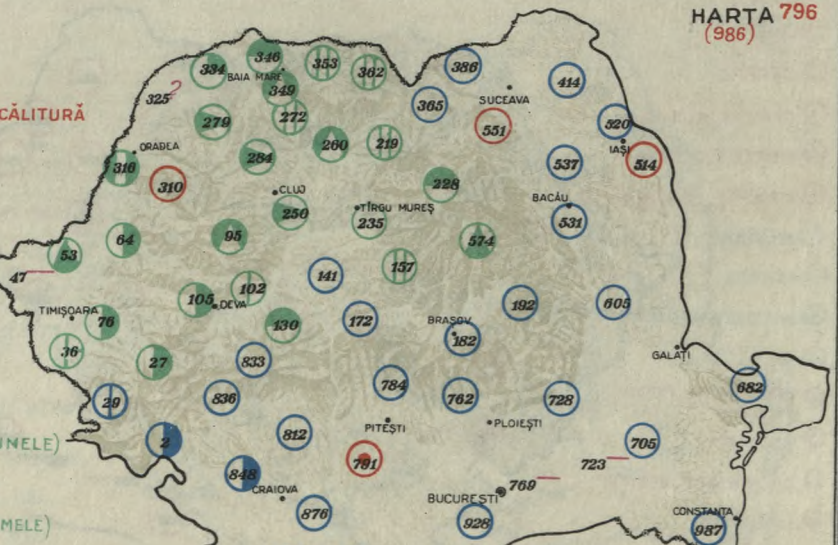 HARTA 796
(986)
346
334
BAIA MARE
353
362
386
349
325 ?
414
365
SUCEAVA
CĂLITURĂ
279
272
551
520
260
219
IAȘI
ORADEA
284
537
514
316
310
228
CLUJ
BACĂU
TÎRGU MUREȘ
250
235
531
64
95
574
53
157
47
141
102
105
DEVA
192
605
TIMIȘOARA
76
130
172
BRAȘOV
182
36
27
833
GALAȚI
784
682
29
836
762
728
PITEȘTI
PLOIEȘTI
UNELE)
2
812
705
791
723
848
CRAIOVA
769
BUCUREȘTI
MELE)
876
928
CONSTANȚA
987